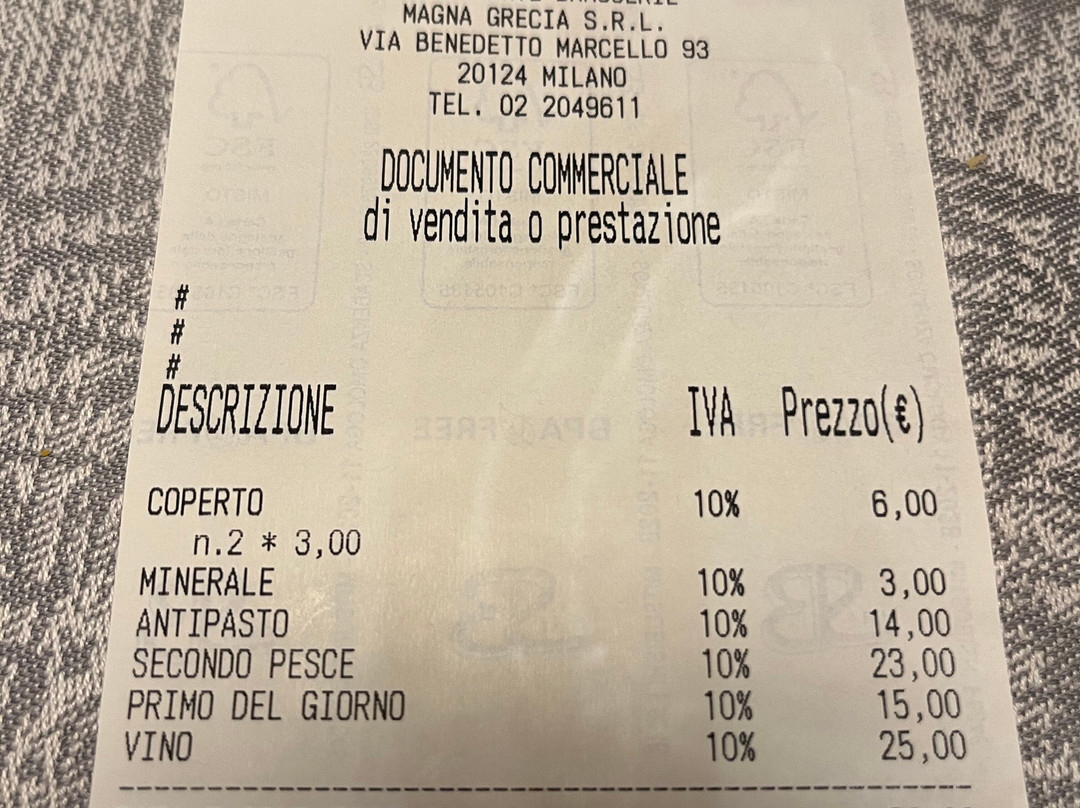 MAGNA GRECIA S.R.L.
VIA BENEDETTO MARCELLO 93
20124 MILANO
TEL. 02 2049611
DOCUMENTO COMMERCIALE
di vendita o prestazione
#
#
#
DESCRIZIONE IVA Prezzo(€)
COPERTO 10% 6,00
n.2 * 3,00
MINERALE 10% 3,00
ANTIPASTO 10% 14,00
SECONDO PESCE 10% 23,00
PRIMO DEL GIORNO 10% 15,00
VINO 10% 25,00